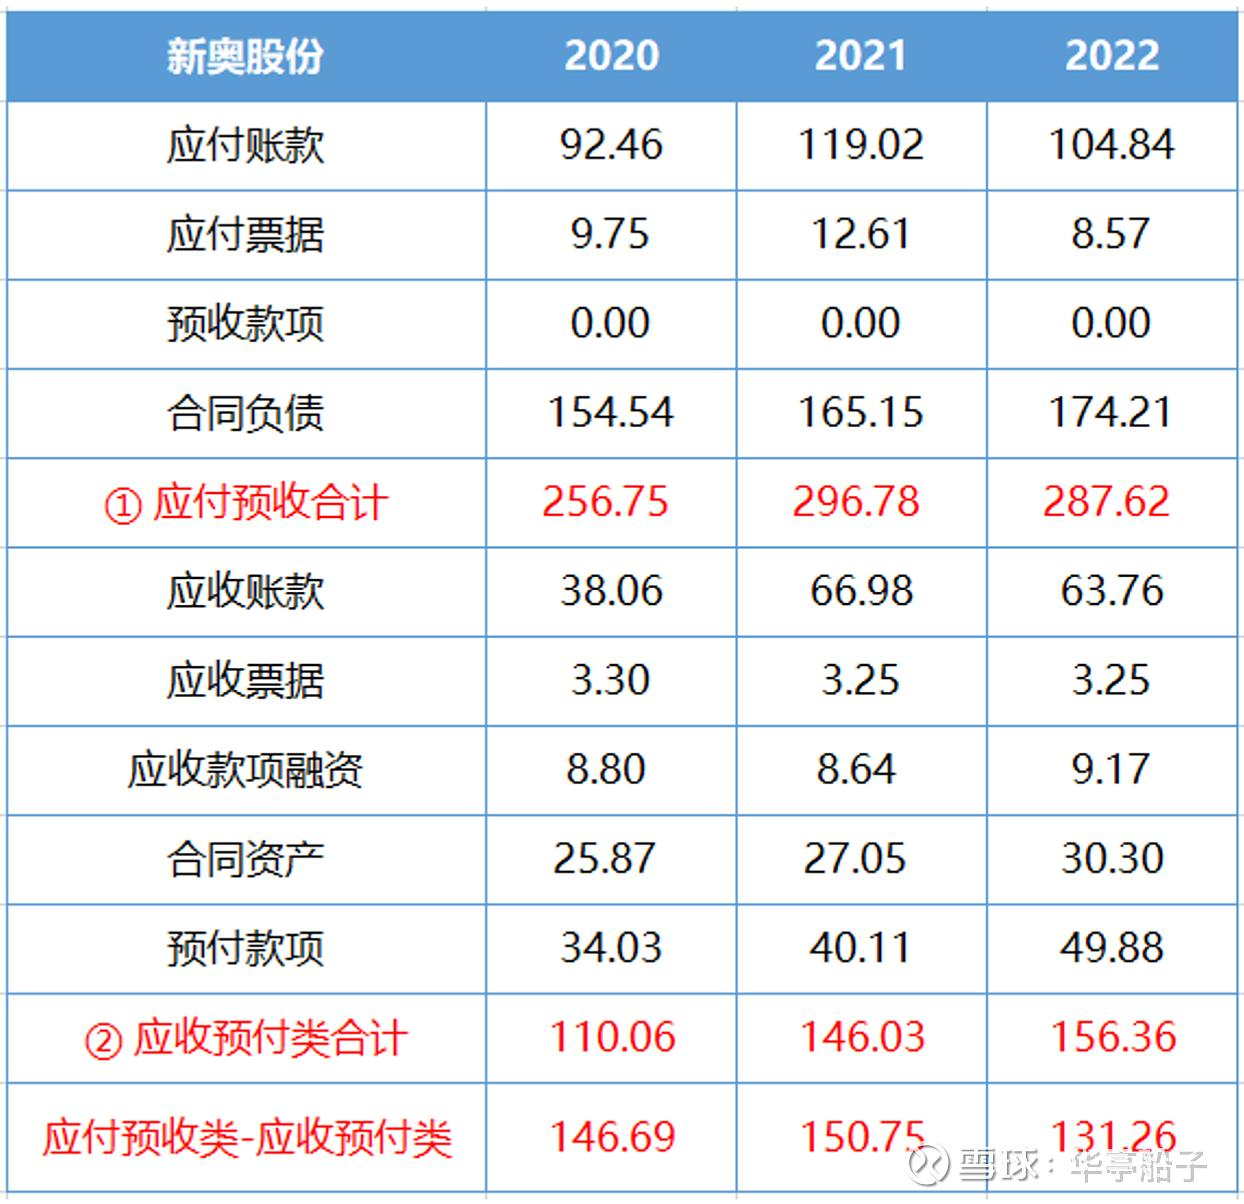 新奥股份 2020 2021 2022
应付账款 92.46 119.02 104.84
应付票据 9.75 12.61 8.57
预收款项 0.00 0.00 0.00
合同负债 154.54 165.15 174.21
① 应付预收合计 256.75 296.78 287.62
应收账款 38.06 66.98 63.76
应收票据 3.30 3.25 3.25
应收款项融资 8.80 8.64 9.17
合同资产 25.87 27.05 30.30
预付款项 34.03 40.11 49.88
② 应收预付类合计 110.06 146.03 156.36
应付预收类-应收预付类 146.69 150.75 131.26
雪球：华亭船子